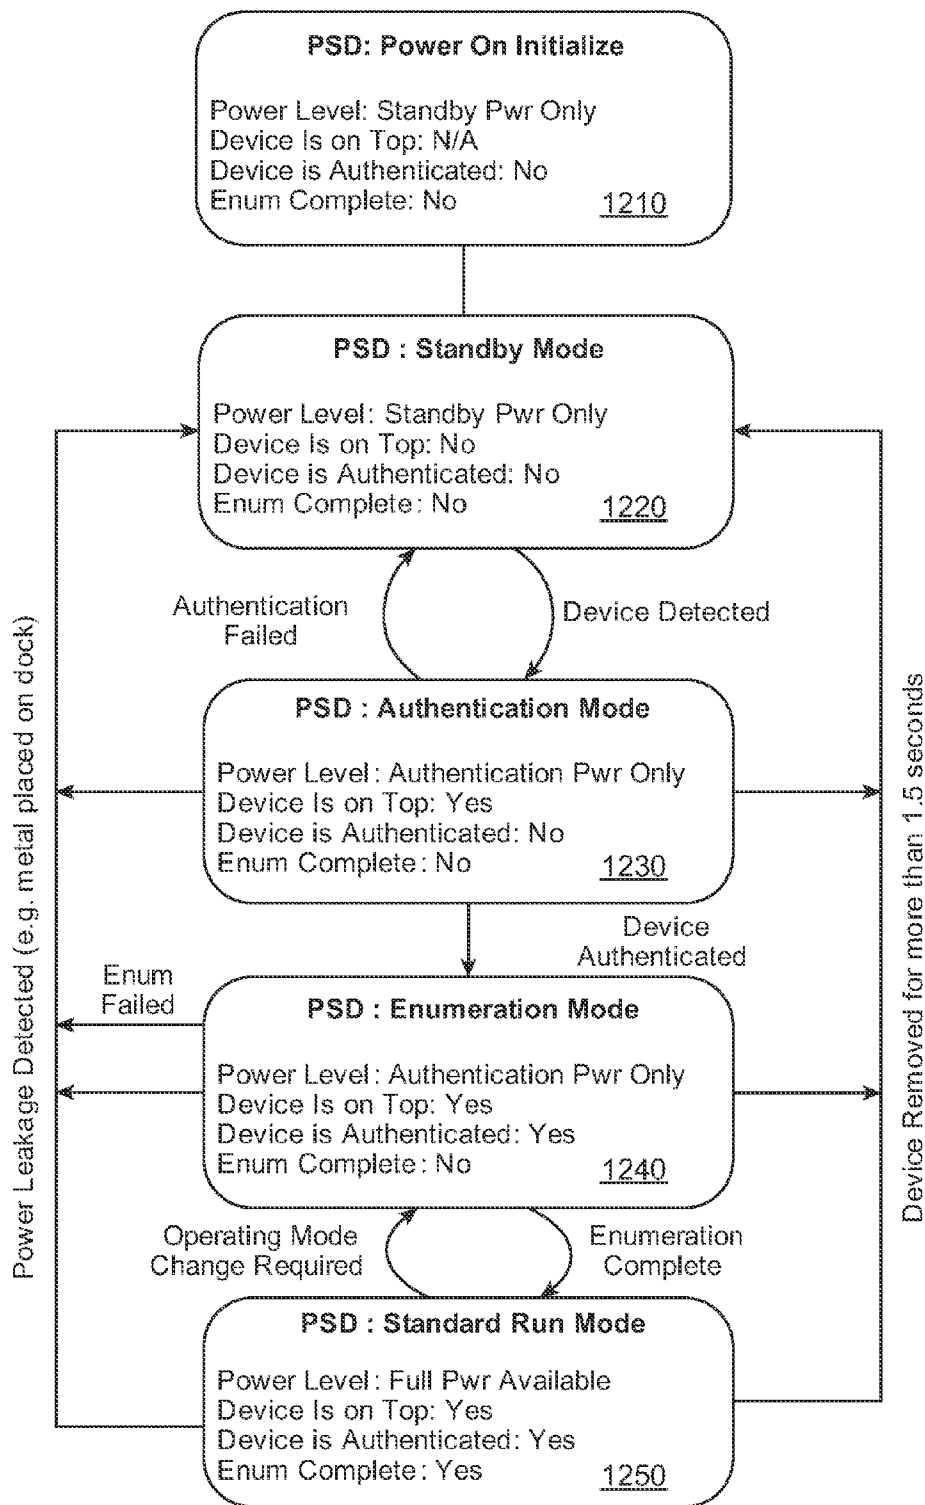 PSD: Power On Initialize
Power Level: Standby Pwr Only
Device Is on Top: N/A
Device is Authenticated: No
Enum Complete: No
1210
PSD : Standby Mode
Power Level: Standby Pwr Only
Device Is on Top: No
Device is Authenticated: No
Enum Complete: No
1220
Authentication
Failed
Device Detected
PSD : Authentication Mode
Power Level: Authentication Pwr Only
Device Is on Top: Yes
Device is Authenticated: No
Enum Complete: No
1230
Device
Authenticated
Enum
Failed
PSD : Enumeration Mode
Power Level: Authentication Pwr Only
Device Is on Top: Yes
Device is Authenticated: Yes
Enum Complete: No
1240
Operating Mode
Change Required
Enumeration
Complete
PSD : Standard Run Mode
Power Level: Full Pwr Available
Device Is on Top: Yes
Device is Authenticated: Yes
Enum Complete: Yes
1250
Power Leakage Detected (e.g. metal placed on dock)
Device Removed for more than 1.5 seconds